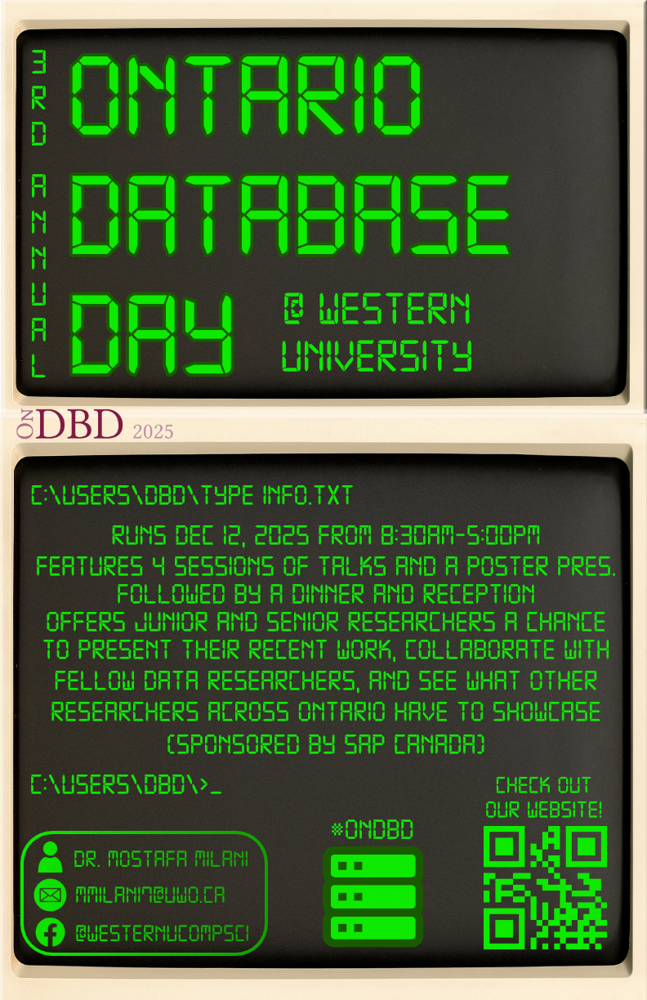 3RD ANNUAL
ONTARIO
DATABASE
DAY
@ WESTERN
UNIVERSITY
ONDBD 2025
C:\USERS\DBD\TYPE INFO.TXT
RUNS DEC 12, 2025 FROM 8:30AM-5:00PM
FEATURES 4 SESSIONS OF TALKS AND A POSTER PRES.
FOLLOWED BY A DINNER AND RECEPTION
OFFERS JUNIOR AND SENIOR RESEARCHERS A CHANCE
TO PRESENT THEIR RECENT WORK, COLLABORATE WITH
FELLOW DATA RESEARCHERS, AND SEE WHAT OTHER
RESEARCHERS ACROSS ONTARIO HAVE TO SHOWCASE
(SPONSORED BY SAP CANADA)
C:\USERS\DBD\>_
CHECK OUT
OUR WEBSITE!
#ONDBD
DR. MOSTAFA MILANI
MMILANI7@UWO.CA
@WESTERNUCOMPSCI